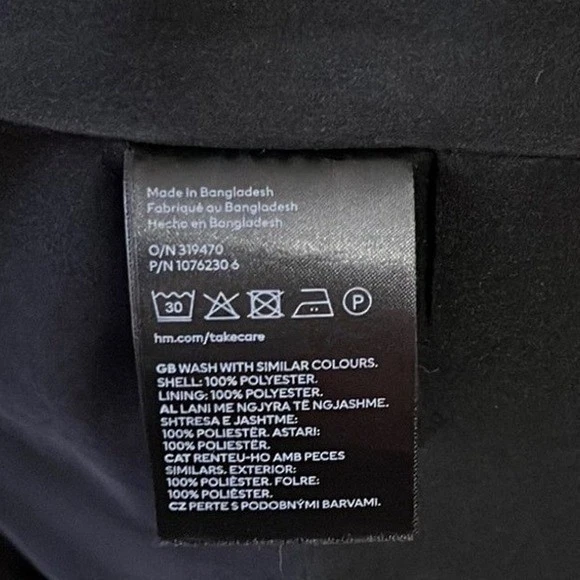 Made in Bangladesh
Fabriqué au Bangladesh
Hecho en Bangladesh
O/N 319470
P/N 1076230 6
30 P
hm.com/takecare
GB WASH WITH SIMILAR COLOURS.
SHELL: 100% POLYESTER.
LINING: 100% POLYESTER.
AL LANI ME NGJYRA TË NGJASHME.
SHTRESA E JASHTME:
100% POLIESTËR. ASTARI:
100% POLIESTËR.
CAT RENTEU-HO AMB PECES
SIMILARS. EXTERIOR:
100% POLIÈSTER. FOLRE:
100% POLIÈSTER.
CZ PERTE S PODOBNÝMI BARVAMI.